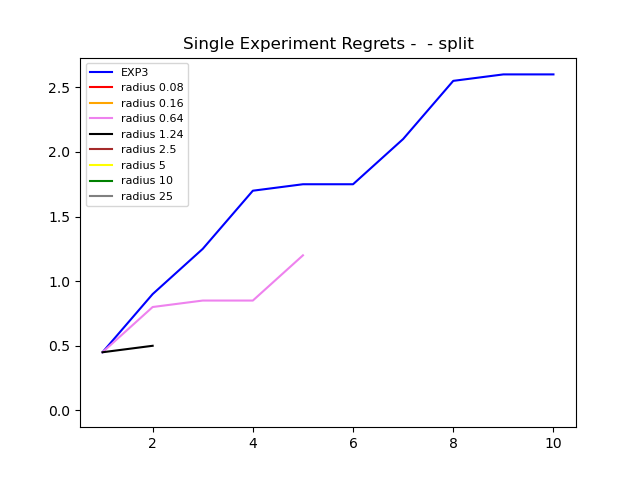 Single Experiment Regrets -  - split
EXP3
radius 0.08
radius 0.16
radius 0.64
radius 1.24
radius 2.5
radius 5
radius 10
radius 25
2.5
2.0
1.5
1.0
0.5
0.0
2 4 6 8 10